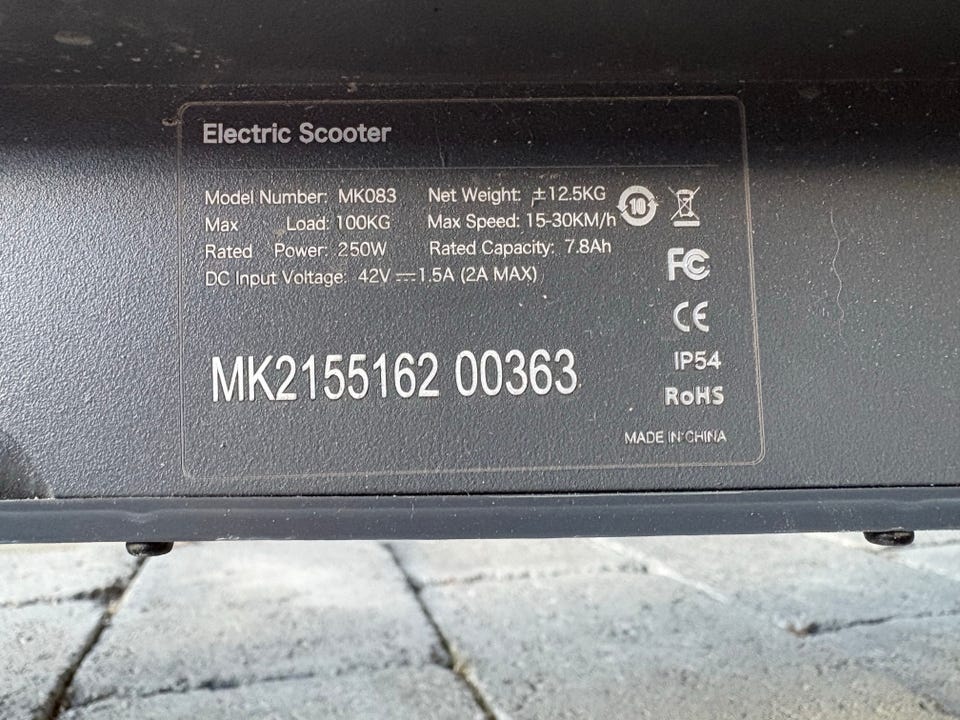 Electric Scooter
Model Number: MK083 Net Weight: ±12.5KG
Max Load: 100KG Max Speed: 15-30KM/h
Rated Power: 250W Rated Capacity: 7.8Ah
DC Input Voltage: 42V ⎓ 1.5A (2A MAX)
10
FC
CE
MK2155162 00363
IP54
RoHS
MADE IN CHINA